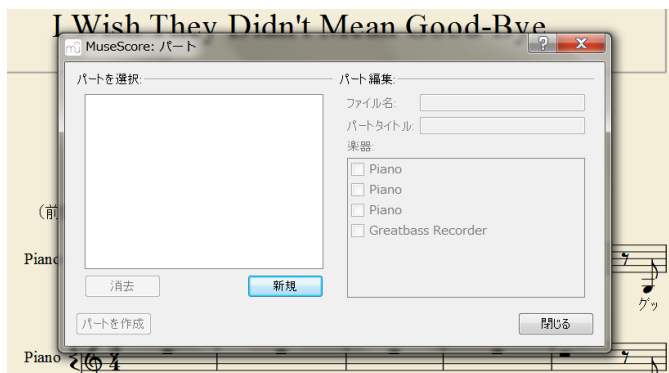 I Wish They Didn't Mean Good-Bye
MuseScore: パート
パートを選択:
パート編集:
ファイル名:
パートタイトル:
楽器:
Piano
Piano
Piano
Greatbass Recorder
消去
新規
パートを作成
閉じる
(前
Piano
グッ
Piano